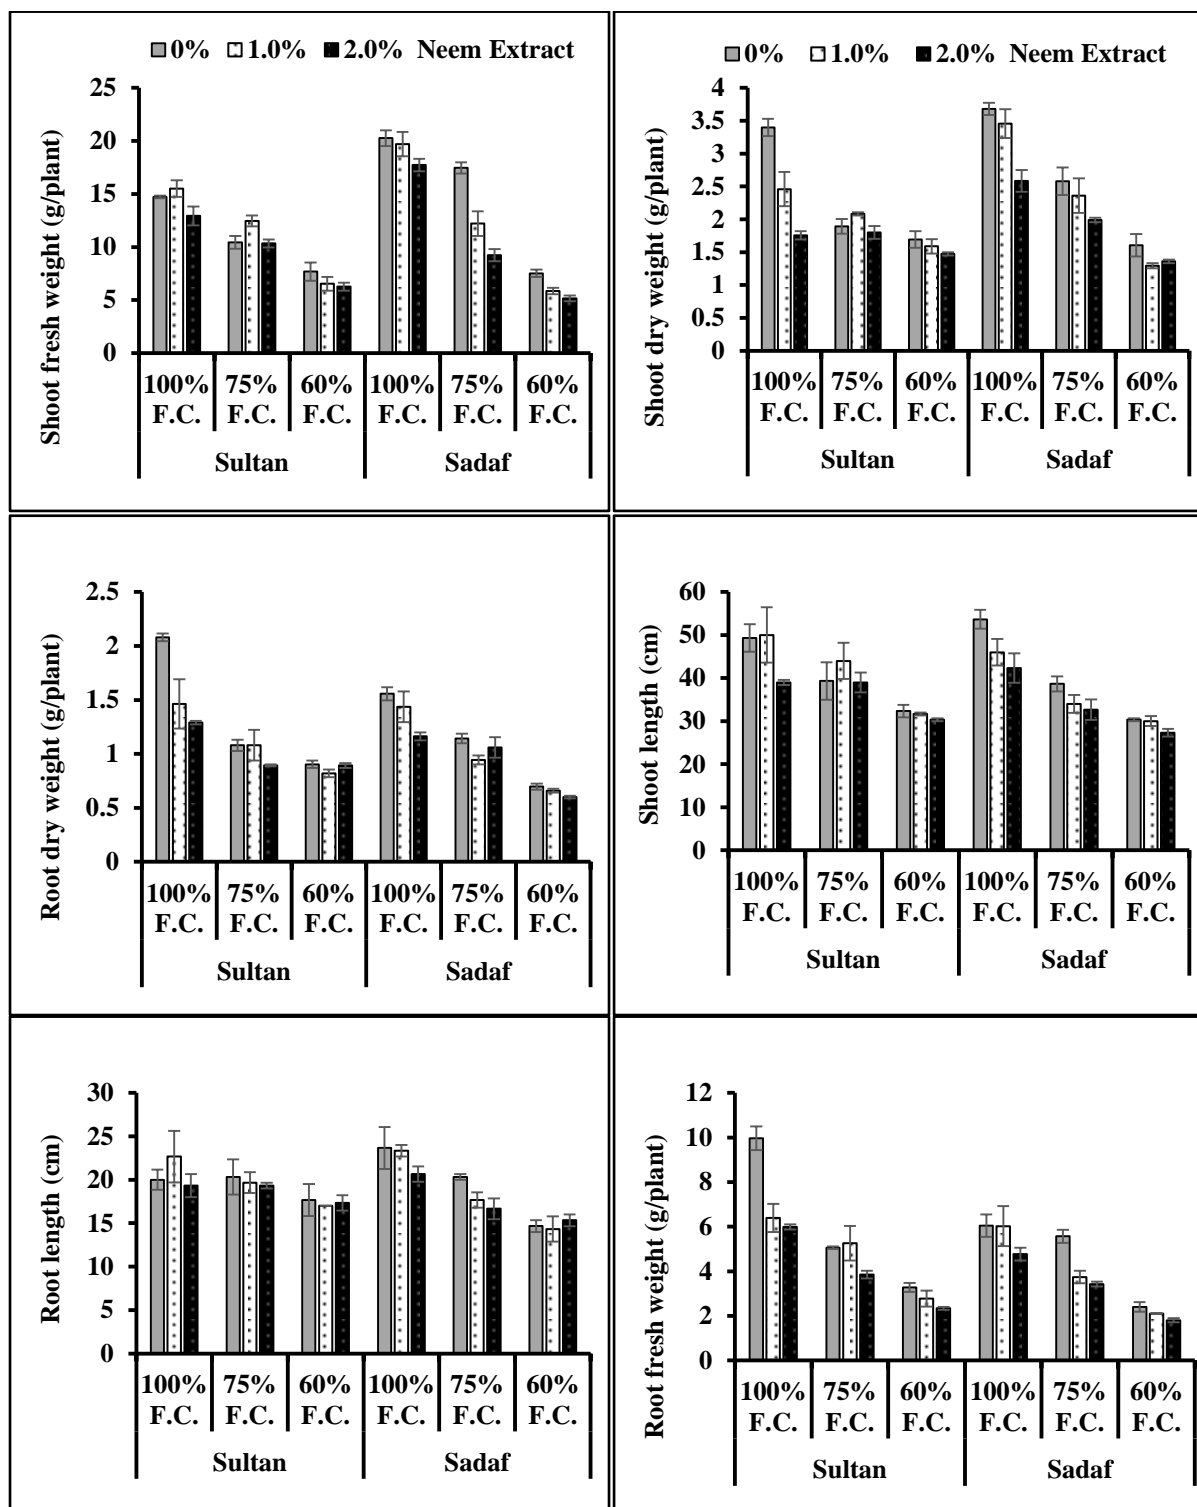 0% 1.0% 2.0% Neem Extract
Shoot fresh weight (g/plant)
25
20
15
10
5
0
100% 75% 60% 100% 75% 60%
F.C. F.C. F.C. F.C. F.C. F.C.
Sultan Sadaf
0% 1.0% 2.0% Neem Extract
Shoot dry weight (g/plant)
4
3.5
3
2.5
2
1.5
1
0.5
0
100% 75% 60% 100% 75% 60%
F.C. F.C. F.C. F.C. F.C. F.C.
Sultan Sadaf
Root dry weight (g/plant)
2.5
2
1.5
1
0.5
0
100% 75% 60% 100% 75% 60%
F.C. F.C. F.C. F.C. F.C. F.C.
Sultan Sadaf
Shoot length (cm)
60
50
40
30
20
10
0
100% 75% 60% 100% 75% 60%
F.C. F.C. F.C. F.C. F.C. F.C.
Sultan Sadaf
Root length (cm)
30
25
20
15
10
5
0
100% 75% 60% 100% 75% 60%
F.C. F.C. F.C. F.C. F.C. F.C.
Sultan Sadaf
Root fresh weight (g/plant)
12
10
8
6
4
2
0
100% 75% 60% 100% 75% 60%
F.C. F.C. F.C. F.C. F.C. F.C.
Sultan Sadaf